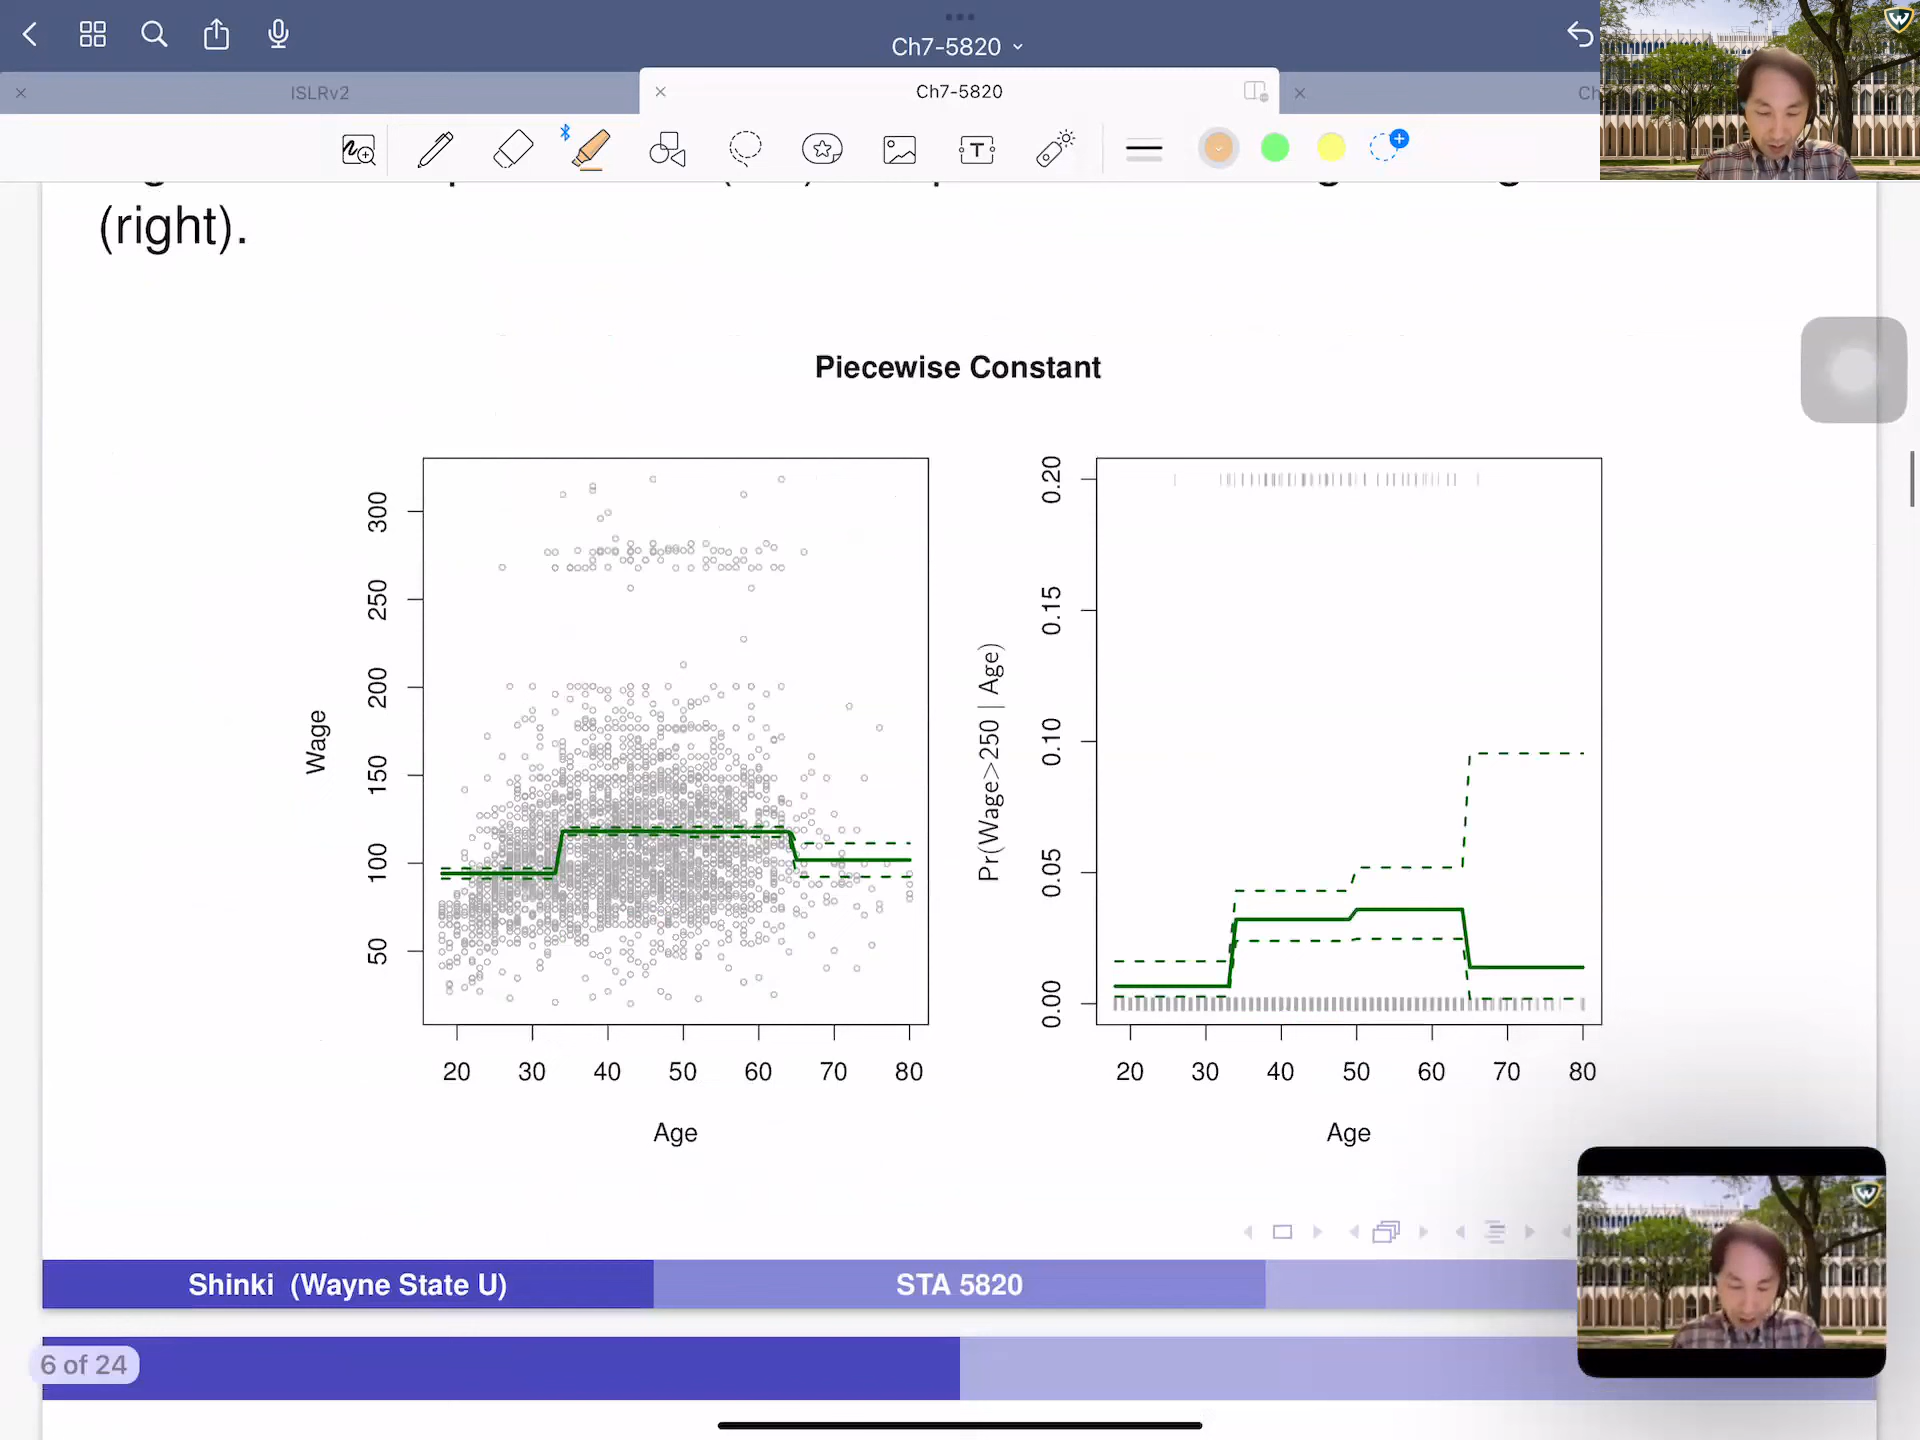 Ch7-5820
ISLRv2
Ch7-5820
Ch
(right).
Piecewise Constant
Wage
50 100 150 200 250 300
20 30 40 50 60 70 80
Age
Pr(Wage>250 | Age)
0.00 0.05 0.10 0.15 0.20
20 30 40 50 60 70 80
Age
Shinki (Wayne State U)
STA 5820
6 of 24